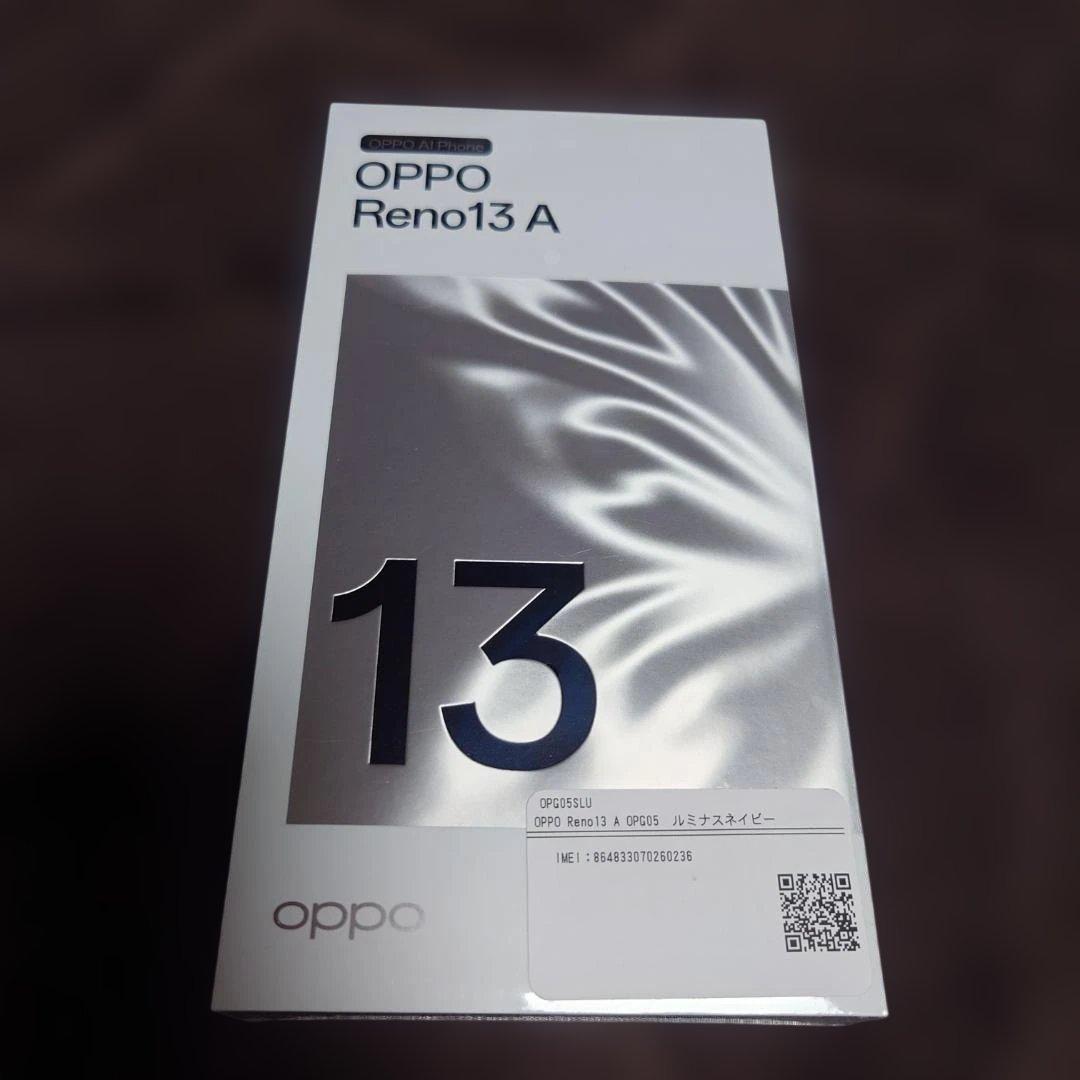 OPPO AI Phone
OPPO
Reno13 A
13
oppo
OPG05SLU
OPPO Reno13 A OPG05 ルミナスネイビー
IMEI:864833070260236